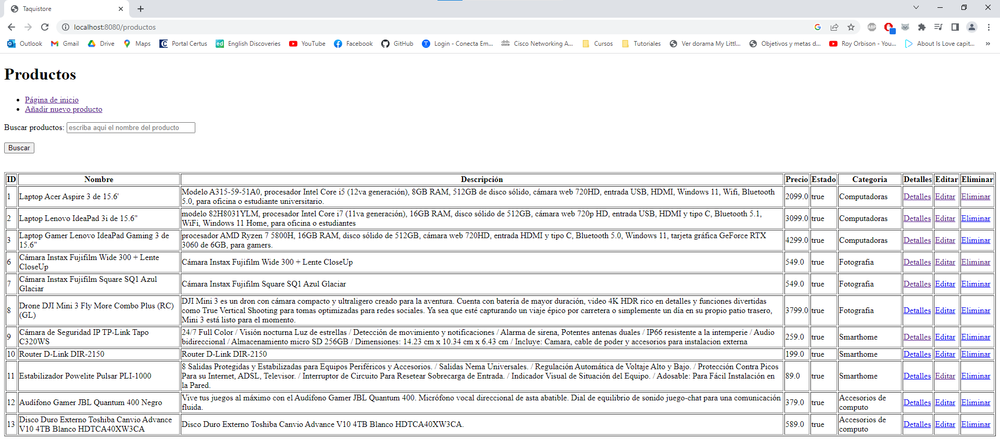 Taquistore
localhost:8080/productos
Outlook Gmail Drive Maps Portal Certus English Discoveries YouTube Facebook GitHub Login - Conecta Em... Cisco Networking A... Cursos Tutoriales Ver dorama My Littl... Objetivos y metas d... Roy Orbison - You... About Is Love capit... »
Productos
Página de inicio
Añadir nuevo producto
Buscar productos: escriba aqui el nombre del producto
Buscar
ID Nombre Descripción Precio Estado Categoria Detalles Editar Eliminar
1 Laptop Acer Aspire 3 de 15.6' Modelo A315-59-51A0, procesador Intel Core i5 (12va generación), 8GB RAM, 512GB de disco sólido, cámara web 720HD, entrada USB, HDMI, Windows 11, Wifi, Bluetooth
5.0, para oficina o estudiante universitario. 2099.0 true Computadoras Detalles Editar Eliminar
2 Laptop Lenovo IdeaPad 3i de 15.6" modelo 82H8031YLM, procesador Intel Core i7 (11va generación), 16GB RAM, disco sólido de 512GB, cámara web 720p HD, entrada USB, HDMI y tipo C, Bluetooth 5.1,
WiFi, Windows 11 Home, para oficina o estudiantes 3099.0 true Computadoras Detalles Editar Eliminar
3 Laptop Gamer Lenovo IdeaPad Gaming 3 de
15.6" procesador AMD Ryzen 7 5800H, 16GB RAM, disco sólido de 512GB, cámara web 720HD, entrada HDMI y tipo C, Bluetooth 5.0, Windows 11, tarjeta gráfica GeForce RTX
3060 de 6GB, para gamers. 4299.0 true Computadoras Detalles Editar Eliminar
6 Cámara Instax Fujifilm Wide 300 + Lente
CloseUp Cámara Instax Fujifilm Wide 300 + Lente CloseUp 549.0 true Fotografía Detalles Editar Eliminar
7 Cámara Instax Fujifilm Square SQ1 Azul
Glaciar Cámara Instax Fujifilm Square SQ1 Azul Glaciar 549.0 true Fotografía Detalles Editar Eliminar
8 Drone DJI Mini 3 Fly More Combo Plus (RC)
(GL) DJI Mini 3 es un dron con cámara compacto y ultraligero creado para la aventura. Cuenta con batería de mayor duración, video 4K HDR rico en detalles y funciones divertidas
como True Vertical Shooting para tomas optimizadas para redes sociales. Ya sea que esté capturando un viaje épico por carretera o simplemente un día en su propio patio trasero,
Mini 3 está listo para el momento. 3799.0 true Fotografía Detalles Editar Eliminar
9 Cámara de Seguridad IP TP-Link Tapo
C320WS 24/7 Full Color / Visión nocturna Luz de estrellas / Detección de movimiento y notificaciones / Alarma de sirena, Potentes antenas duales / IP66 resistente a la intemperie / Audio
bidireccional / Almacenamiento micro SD 256GB / Dimensiones: 14.23 cm x 10.34 cm x 6.43 cm / Incluye: Camara, cable de poder y accesorios para instalacion externa 259.0 true Smarthome Detalles Editar Eliminar
10 Router D-Link DIR-2150 Router D-Link DIR-2150 199.0 true Smarthome Detalles Editar Eliminar
11 Estabilizador Powelite Pulsar PLI-1000 8 Salidas Protegidas y Estabilizadas para Equipos Periféricos y Accesorios. / Salidas Nema Universales. / Regulación Automática de Voltaje Alto y Bajo. / Protección Contra Picos
Para su Internet, ADSL, Televisor. / Interruptor de Circuito Para Resetear Sobrecarga de Entrada. / Indicador Visual de Situación del Equipo. / Adosable: Para Fácil Instalación en
la Pared. 89.0 true Smarthome Detalles Editar Eliminar
12 Audífono Gamer JBL Quantum 400 Negro Vive tus juegos al máximo con el Audífono Gamer JBL Quantum 400. Micrófono vocal direccional de asta abatible. Dial de equilibrio de sonido juego-chat para una comunicación
fluida. 379.0 true Accesorios de
computo Detalles Editar Eliminar
13 Disco Duro Externo Toshiba Canvio Advance
V10 4TB Blanco HDTCA40XW3CA Disco Duro Externo Toshiba Canvio Advance V10 4TB Blanco HDTCA40XW3CA. 589.0 true Accesorios de
computo Detalles Editar Eliminar